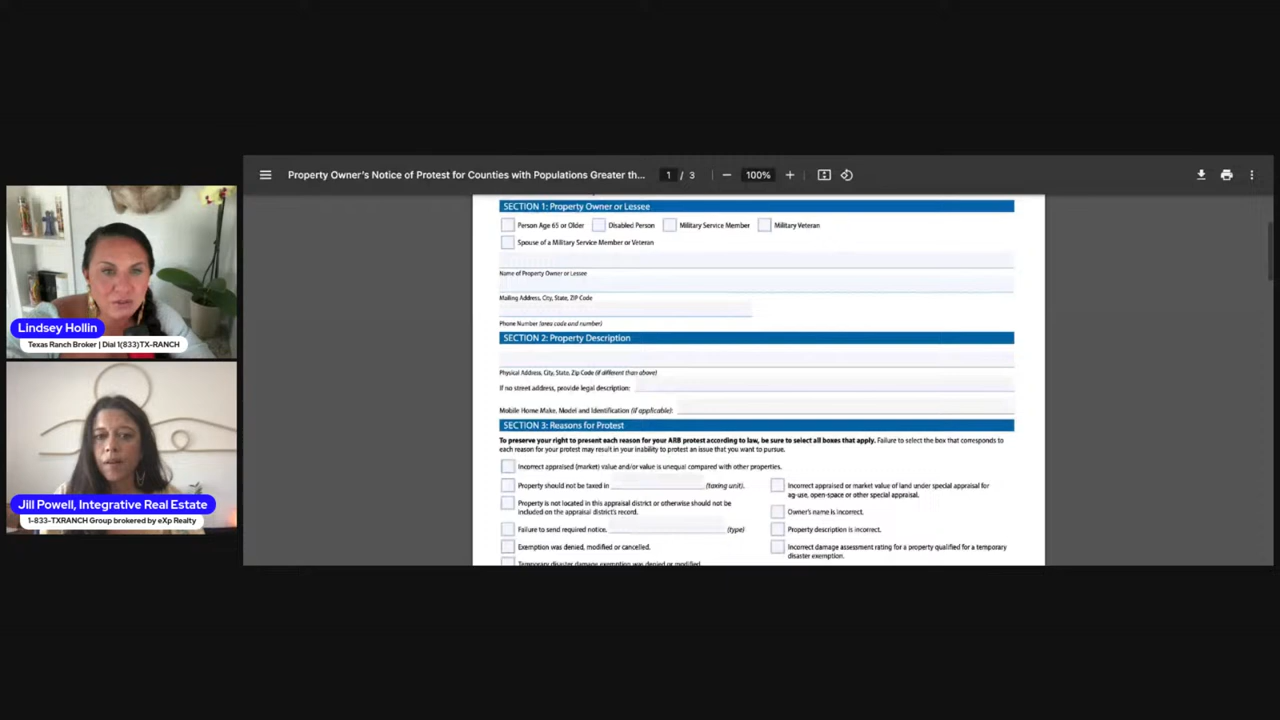 Property Owner's Notice of Protest for Counties with Populations Greater th...
1 / 3
100%
Lindsey Hollin
Texas Ranch Broker | Dial 1(833)TX-RANCH
Jill Powell, Integrative Real Estate
1-833-TXRANCH Group brokered by eXp Realty
SECTION 1: Property Owner or Lessee
Person Age 65 or Older Disabled Person Military Service Member Military Veteran
Spouse of a Military Service Member or Veteran
Name of Property Owner or Lessee
Mailing Address, City, State, ZIP Code
Phone Number (area code and number)
SECTION 2: Property Description
Physical Address, City, State, Zip Code (if different than above)
If no street address, provide legal description:
Mobile Home Make, Model and Identification (if applicable):
SECTION 3: Reasons for Protest
To preserve your right to present each reason for your ARB protest according to law, be sure to select all boxes that apply. Failure to select the box that corresponds to
each reason for your protest may result in your inability to protest an issue that you want to pursue.
Incorrect appraised (market) value and/or value is unequal compared with other properties.
Property should not be taxed in (taxing unit).
Property is not located in this appraisal district or otherwise should not be
included on the appraisal district's record.
Failure to send required notice. (type)
Exemption was denied, modified or cancelled.
Temporary disaster damage exemption was denied or modified.
Incorrect appraised or market value of land under special appraisal for
ag-use, open-space or other special appraisal.
Owner's name is incorrect.
Property description is incorrect.
Incorrect damage assessment rating for a property qualified for a temporary
disaster exemption.